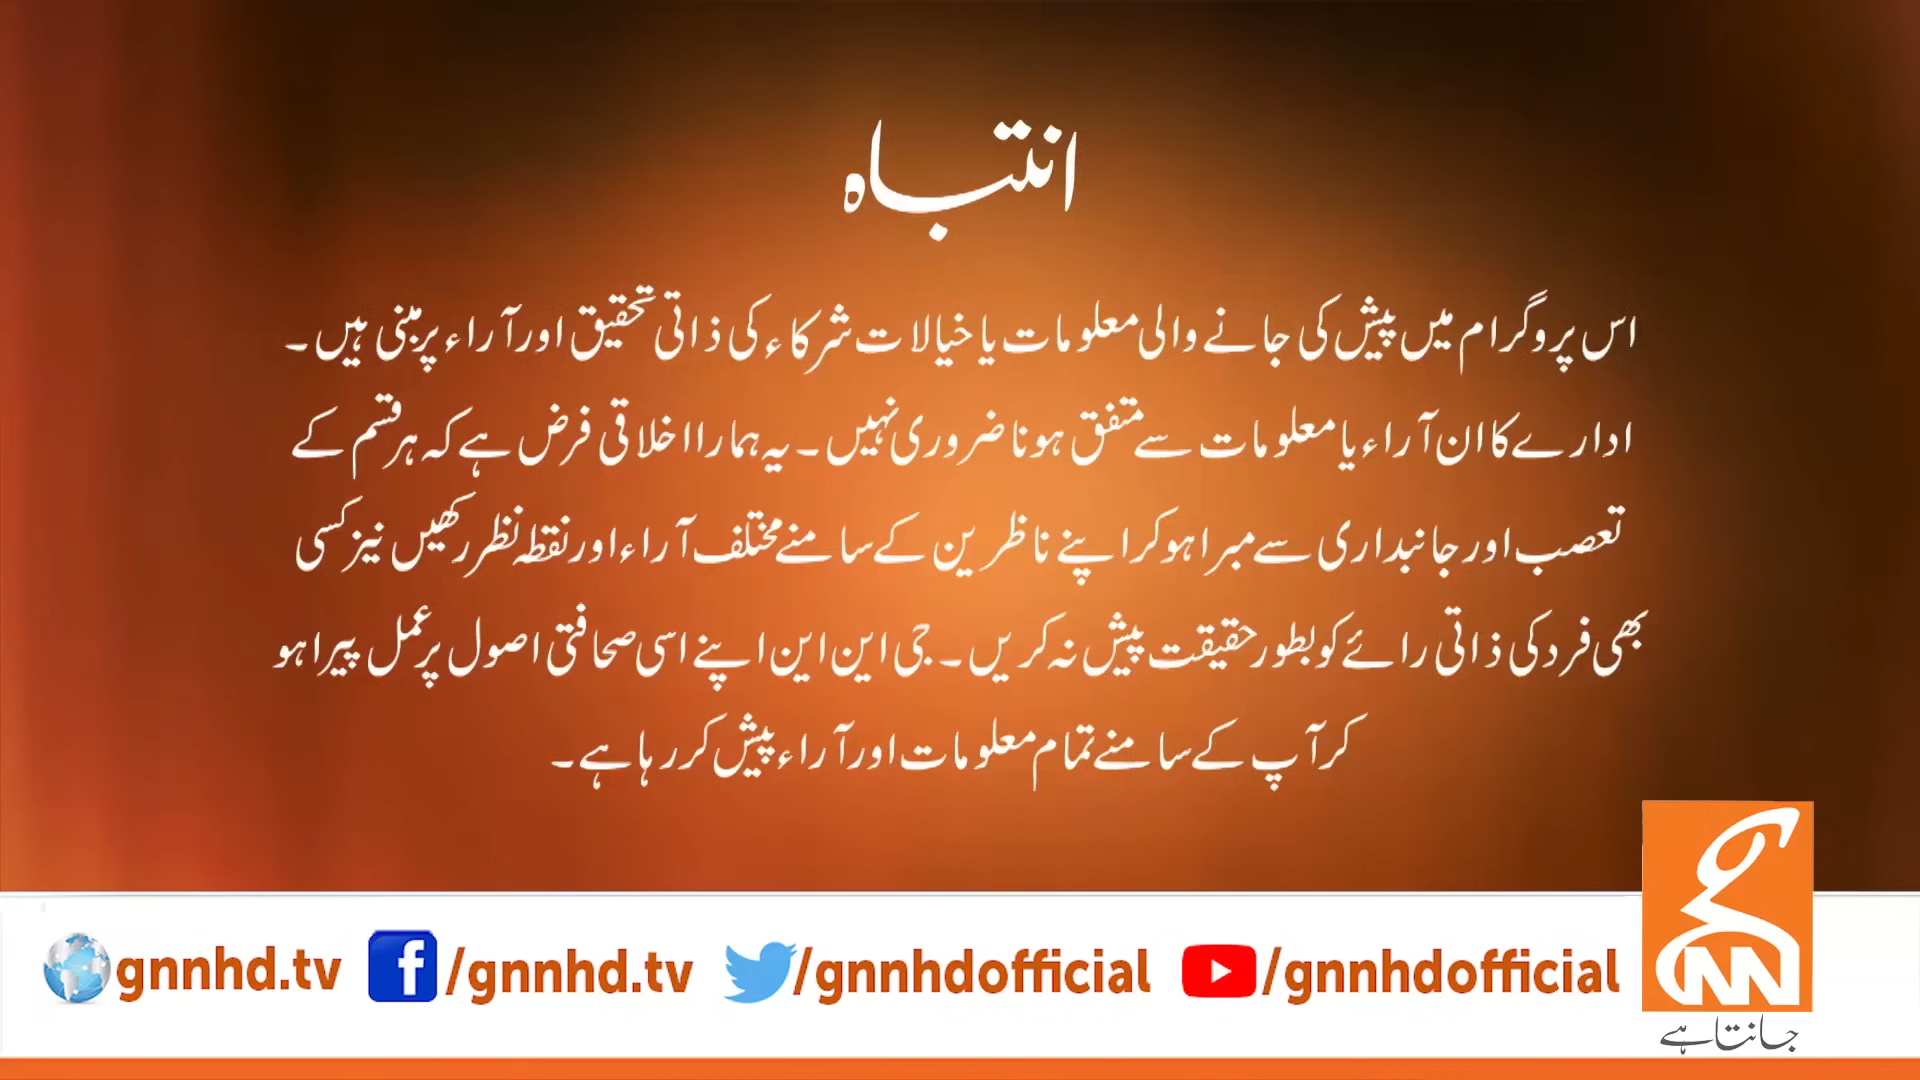 انتباہ
اس پروگرام میں پیش کی جانے والی معلومات یا خیالات شرکاء کی ذاتی تحقیق اور آراء پر مبنی ہیں۔
ادارے کا ان آراء یا معلومات سے متفق ہونا ضروری نہیں۔ یہ ہمارا اخلاقی فرض ہے کہ ہر قسم کے
تعصب اور جانبداری سے مبرا ہو کر اپنے ناظرین کے سامنے مختلف آراء اور نقطہ نظر رکھیں نیز کسی
بھی فرد کی ذاتی رائے کو بطور حقیقت پیش نہ کریں۔ جی این این اپنے اسی صحافتی اصول پر عمل پیرا ہو
کر آپ کے سامنے تمام معلومات اور آراء پیش کر رہا ہے۔
gnnhd.tv /gnnhd.tv /gnnhdofficial /gnnhdofficial
GNN
جانتا ہے